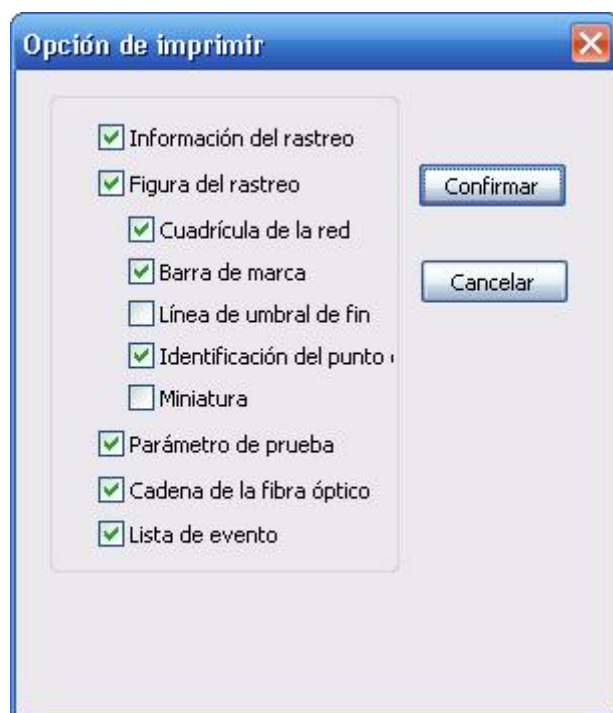 Opción de imprimir
Información del rastreo
Figura del rastreo
Cuadrícula de la red
Barra de marca
Línea de umbral de fin
Identificación del punto
Miniatura
Parámetro de prueba
Cadena de la fibra óptico
Lista de evento
Confirmar
Cancelar